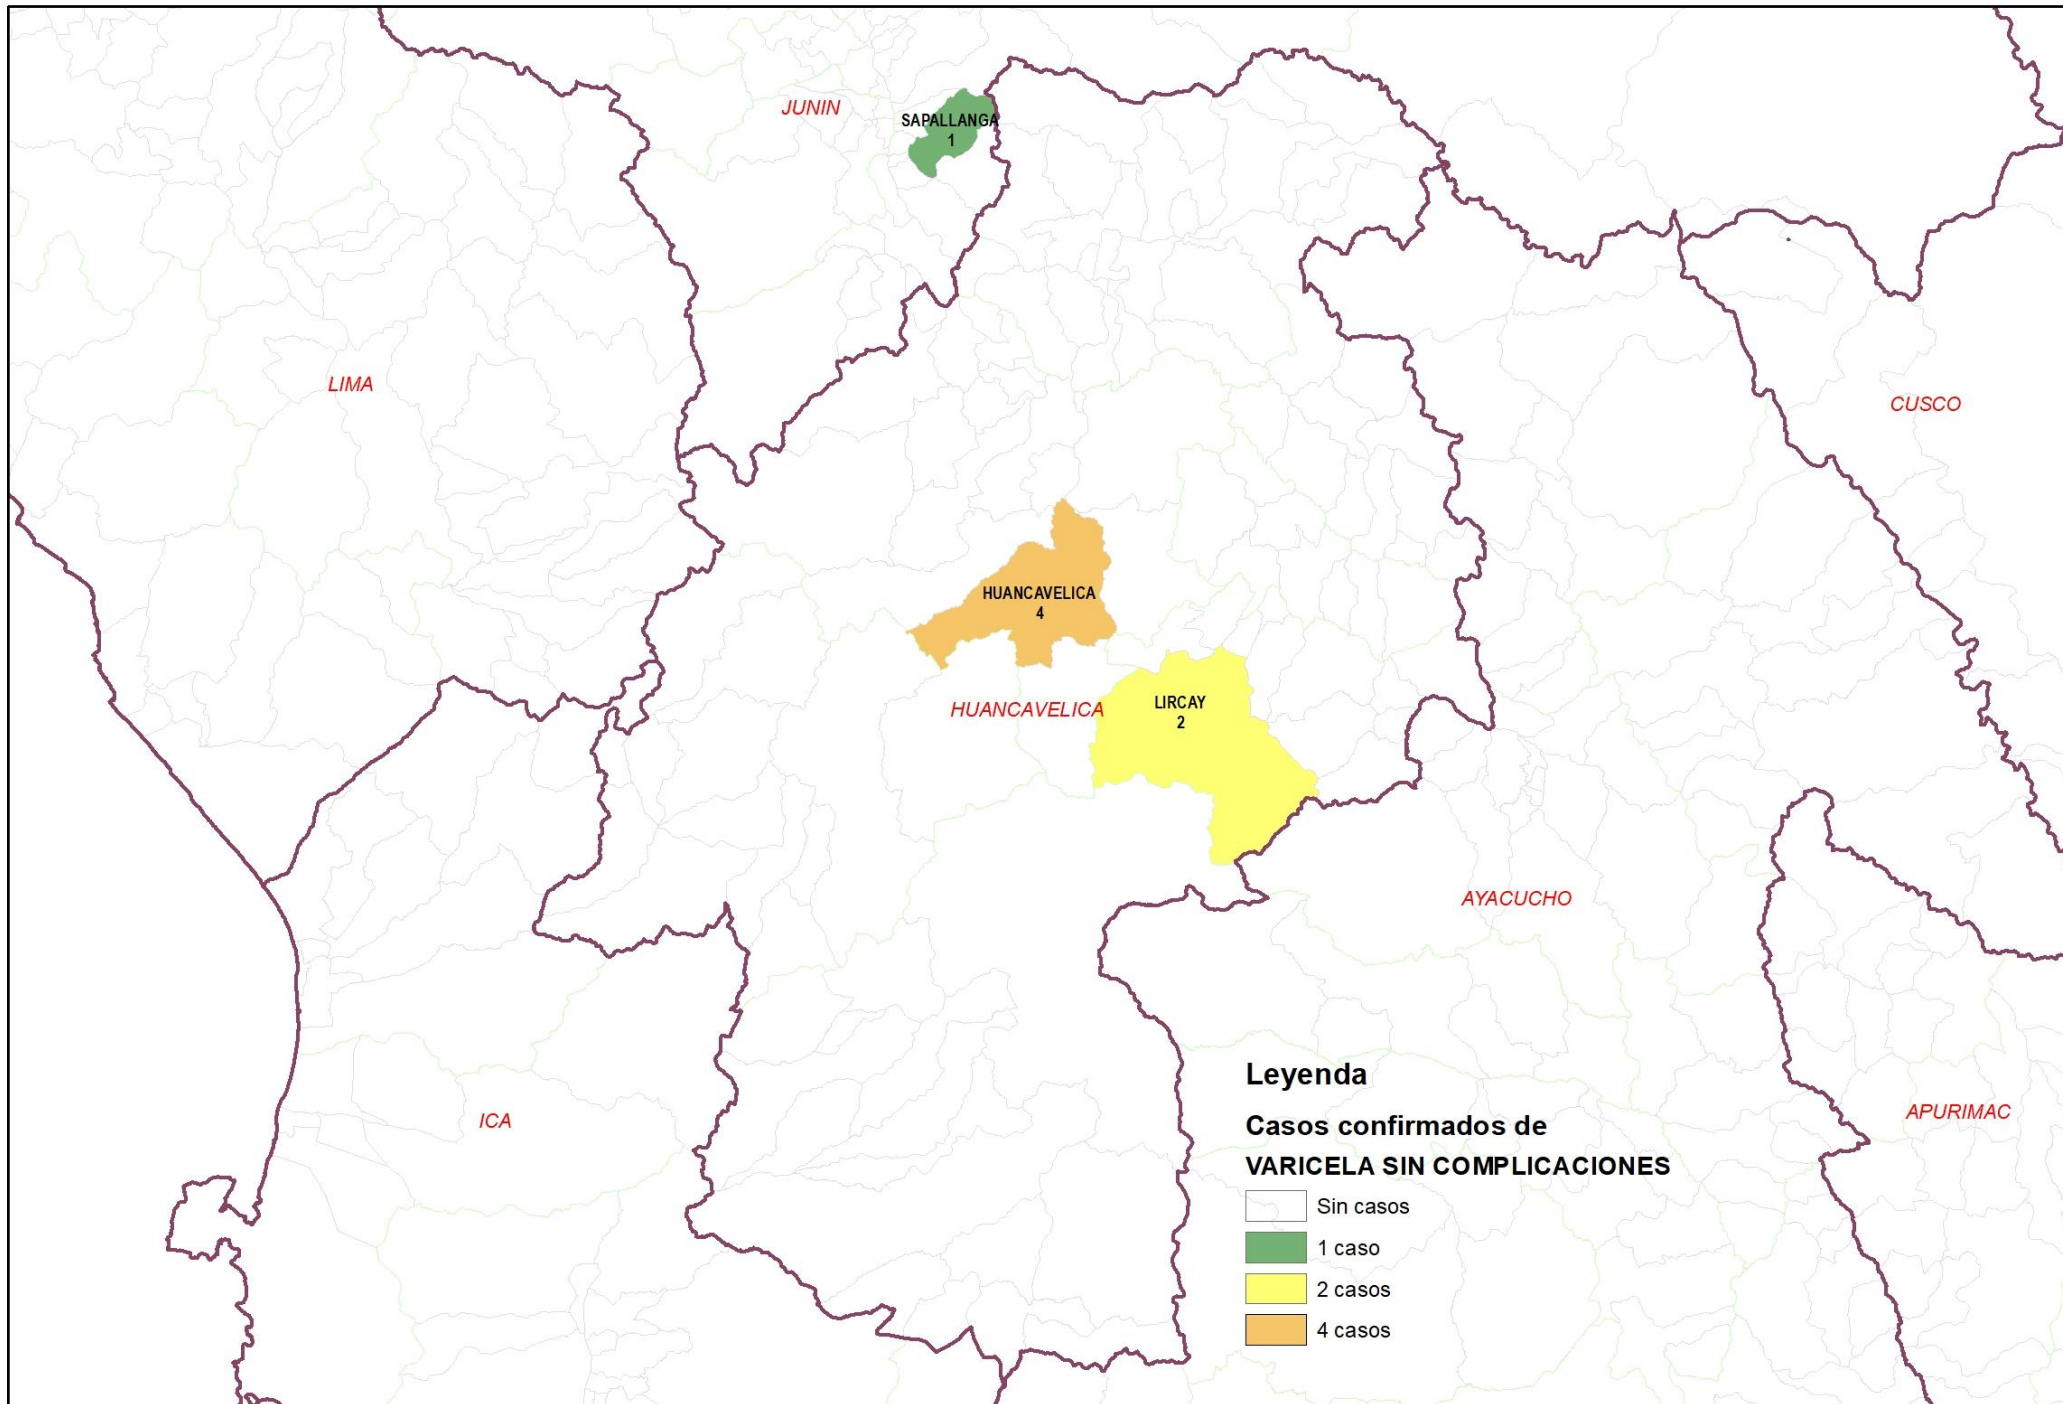 JUNIN
SAPALLANGA
1
LIMA
CUSCO
HUANCAVELICA
4
HUANCAVELICA
LIRCAY
2
AYACUCHO
ICA
APURIMAC
Leyenda
Casos confirmados de
VARICELA SIN COMPLICACIONES
Sin casos
1 caso
2 casos
4 casos